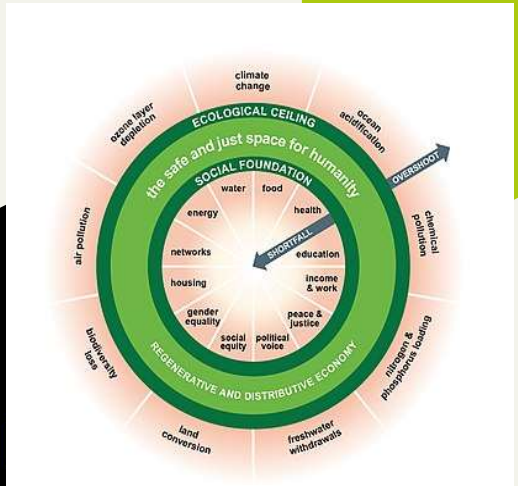 climate
change
ocean
acidification
chemical
pollution
nitrogen &
phosphorus loading
freshwater
withdrawals
land
conversion
biodiversity
loss
air pollution
ozone layer
depletion
ECOLOGICAL CEILING
the safe and just space for humanity
SOCIAL FOUNDATION
OVERSHOOT
SHORTFALL
water
food
health
education
income
& work
peace &
justice
political
voice
social
equity
gender
equality
housing
networks
energy
REGENERATIVE AND DISTRIBUTIVE ECONOMY